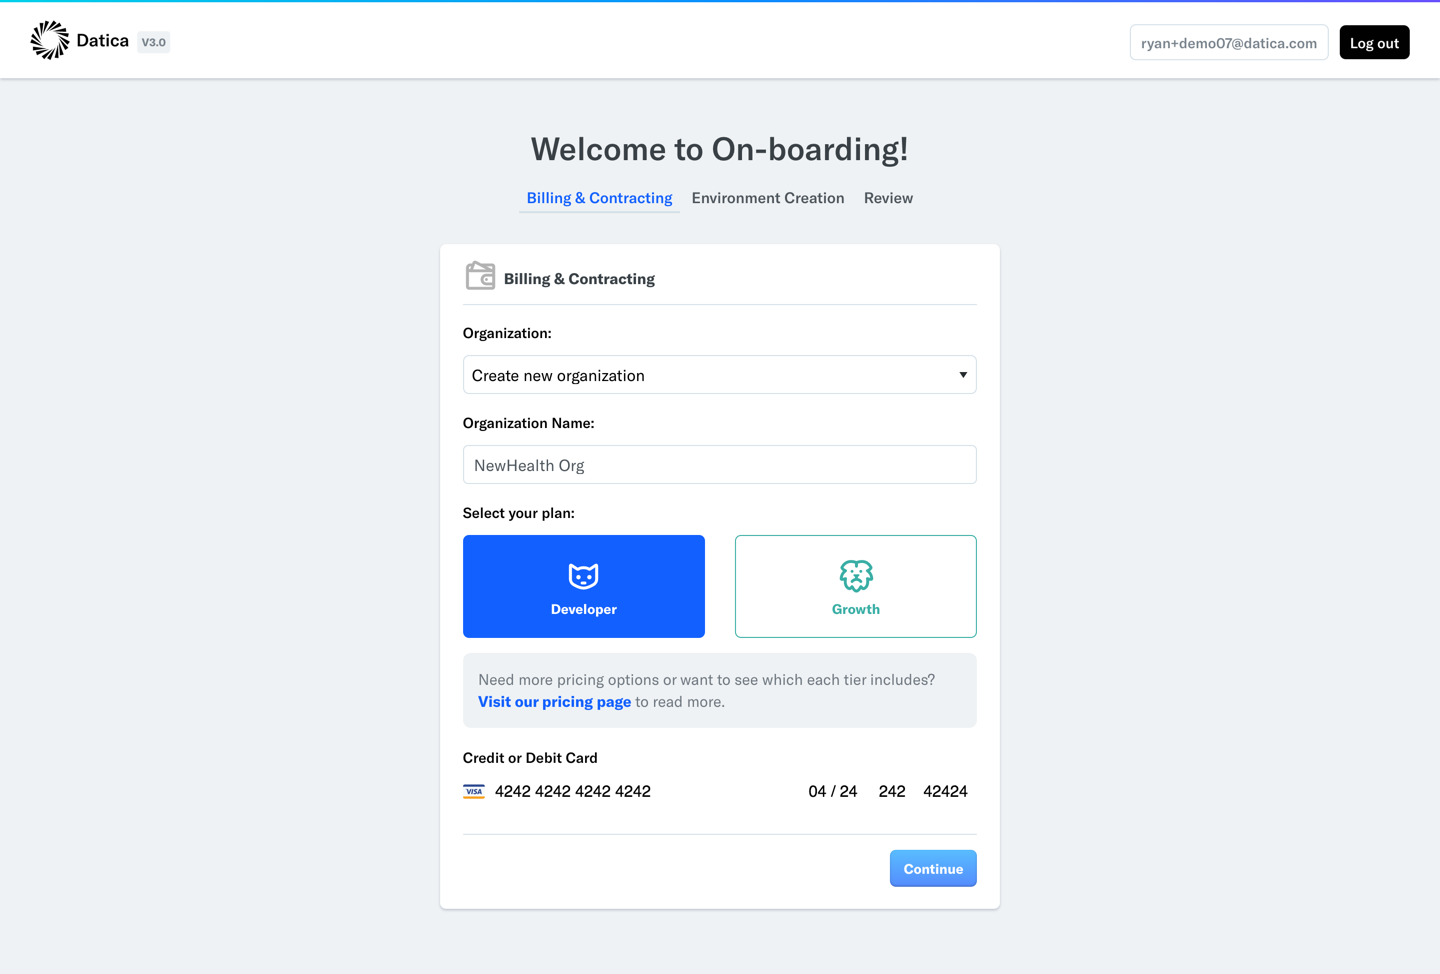 Datica V3.0
ryan+demo07@datica.com Log out
Welcome to On-boarding!
Billing & Contracting Environment Creation Review
Billing & Contracting
Organization:
Create new organization
Organization Name:
NewHealth Org
Select your plan:
Developer Growth
Need more pricing options or want to see which each tier includes?
Visit our pricing page to read more.
Credit or Debit Card
VISA 4242 4242 4242 4242 04 / 24 242 42424
Continue